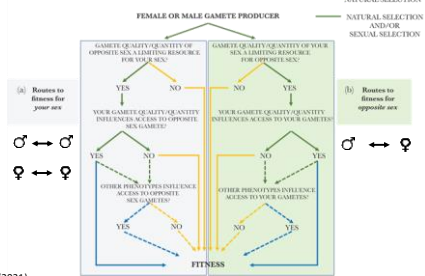 NATURAL SELECTION
FEMALE OR MALE GAMETE PRODUCER
NATURAL SELECTION
AND/OR
SEXUAL SELECTION
GAMETE QUALITY/QUANTITY OF
OPPOSITE SEX A LIMITING RESOURCE
FOR YOUR SEX?
GAMETE QUALITY/QUANTITY OF YOUR
SEX A LIMITING RESOURCE
FOR OPPOSITE SEX?
YES
NO
NO
YES
(a) Routes to
fitness for
your sex
(b) Routes to
fitness for
opposite sex
YOUR GAMETE QUALITY/QUANTITY
INFLUENCES ACCESS TO OPPOSITE
SEX GAMETES?
YOUR GAMETE QUALITY/QUANTITY
INFLUENCES ACCESS TO YOUR GAMETES?
♂ ↔ ♂
♂ ↔ ♀
YES
NO
NO
YES
♀ ↔ ♀
OTHER PHENOTYPES INFLUENCE
ACCESS TO OPPOSITE
SEX GAMETES?
OTHER PHENOTYPES INFLUENCE
ACCESS TO YOUR GAMETES?
YES
NO
NO
YES
FITNESS